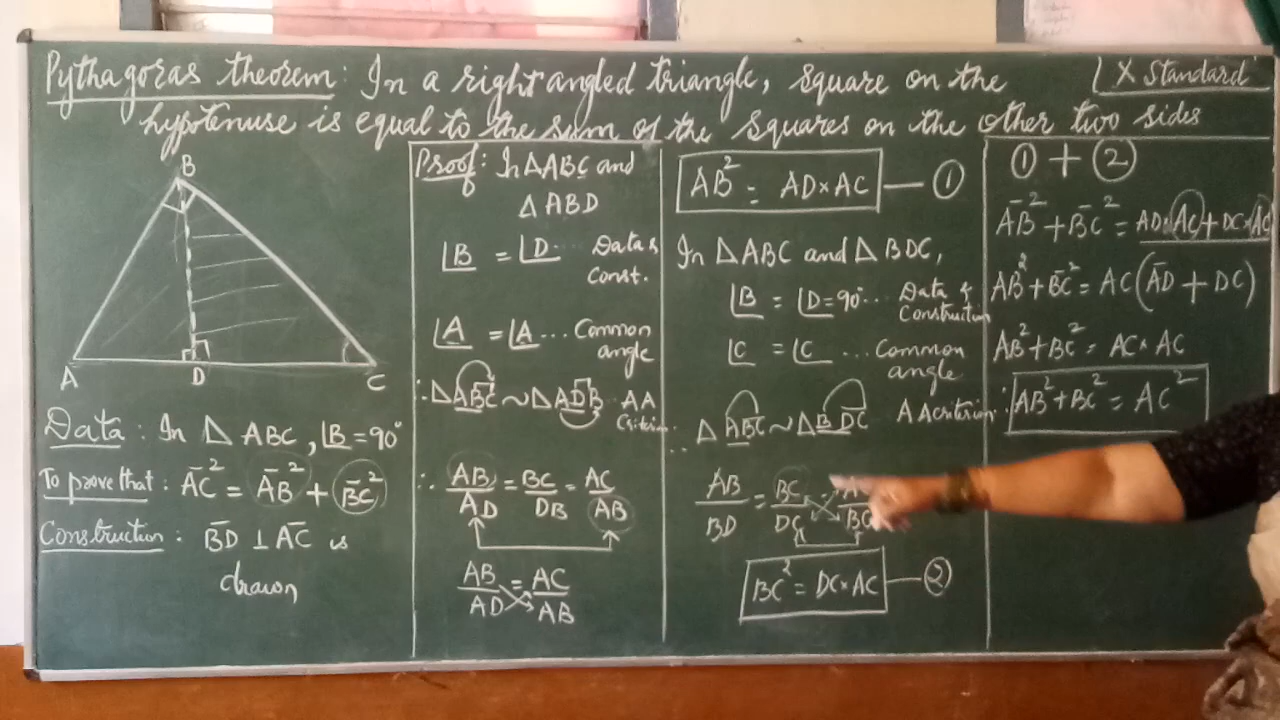 Pythagoras theorem: In a right angled triangle, square on the
hypotenuse is equal to the sum of the squares on the other two sides
X Standard
B
A
D
C
Data: In △ ABC, ∠B = 90°
To prove that: AC² = AB² + BC²
Construction: BD ⊥ AC is
drawn
Proof: In △ABC and
△ ABD
∠B = ∠D ... Data &
Const.
∠A = ∠A ... Common
angle
∴ △ABC ~ △ADB AA
Criterion.
∴ AB/AD = BC/DB = AC/AB
AB/AD = AC/AB
AB² = AD×AC — ①
In △ABC and △BDC,
∠B = ∠D = 90° ... Data &
Construction
∠C = ∠C ... Common
angle
∴ △ ABC ~ △BDC AA criterion
AB/BD = BC/DC = /BC
BC² = DC×AC — ②
① + ②
AB² + BC² = AD×AC + DC×AC
AB² + BC² = AC(AD + DC)
AB² + BC² = AC×AC
∴ AB² + BC² = AC²